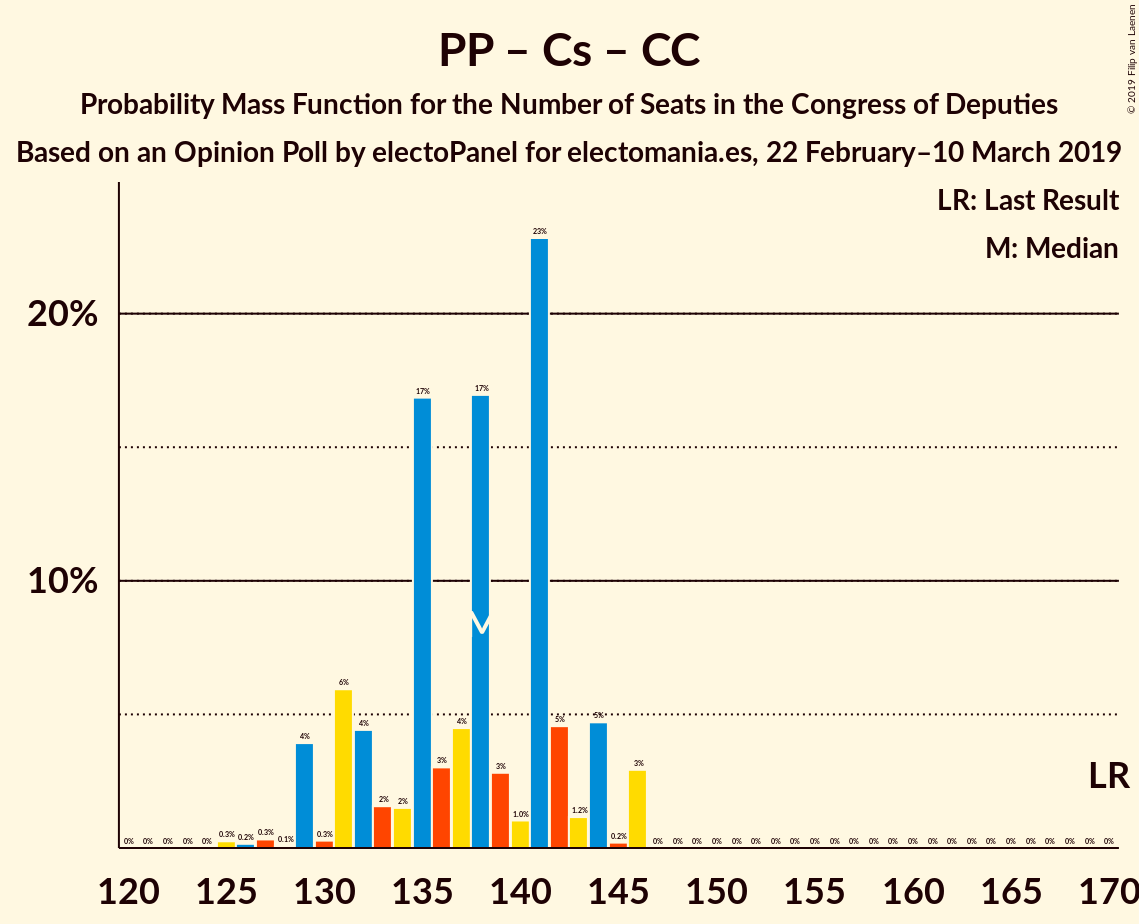 PP – Cs – CC
Probability Mass Function for the Number of Seats in the Congress of Deputies
Based on an Opinion Poll by electoPanel for electomania.es, 22 February–10 March 2019
© 2019 Filip van Laenen
LR: Last Result
M: Median
20%
10%
0% 0% 0% 0% 0% 0.3% 0.2% 0.3% 0.1% 4% 0.3% 6% 4% 2% 2% 17% 3% 4% 17% 3% 1.0% 23% 5% 1.2% 5% 0.2% 3% 0% 0% 0% 0% 0% 0% 0% 0% 0% 0% 0% 0% 0% 0% 0% 0% 0% 0% 0% 0% 0% 0% 0% 0%
M
LR
120 125 130 135 140 145 150 155 160 165 170